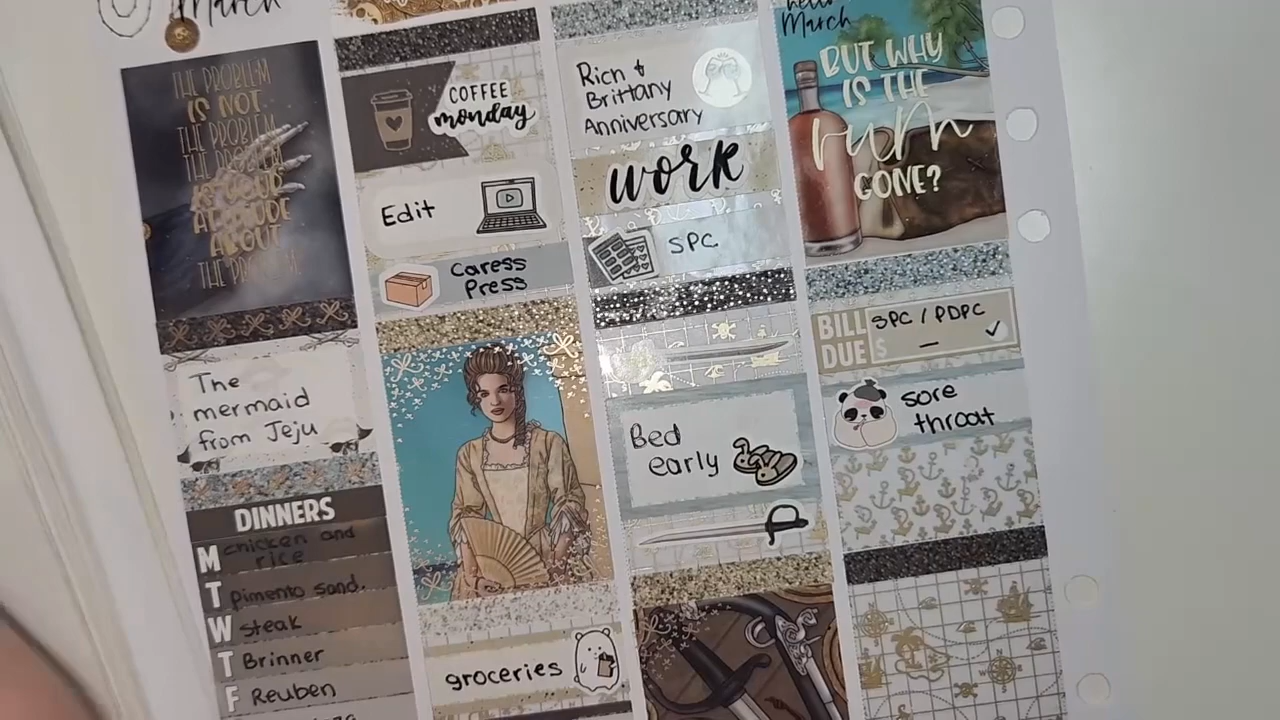 March
THE PROBLEM
IS NOT
THE PROBLEM
THE PROBLEM
IS YOUR
ATTITUDE
ABOUT
THE PROBLEM
The
mermaid
from Jeju
DINNERS
M chicken and
rice
T pimento sand.
W steak
T Brinner
F Reuben
COFFEE
monday
Edit
Caress
Press
groceries
Rich &
Brittany
Anniversary
work
SPC
Bed
early
hello
March
BUT WHY
IS THE
rum
GONE?
BILL
DUE
$
SPC / PDPC
sore
throat